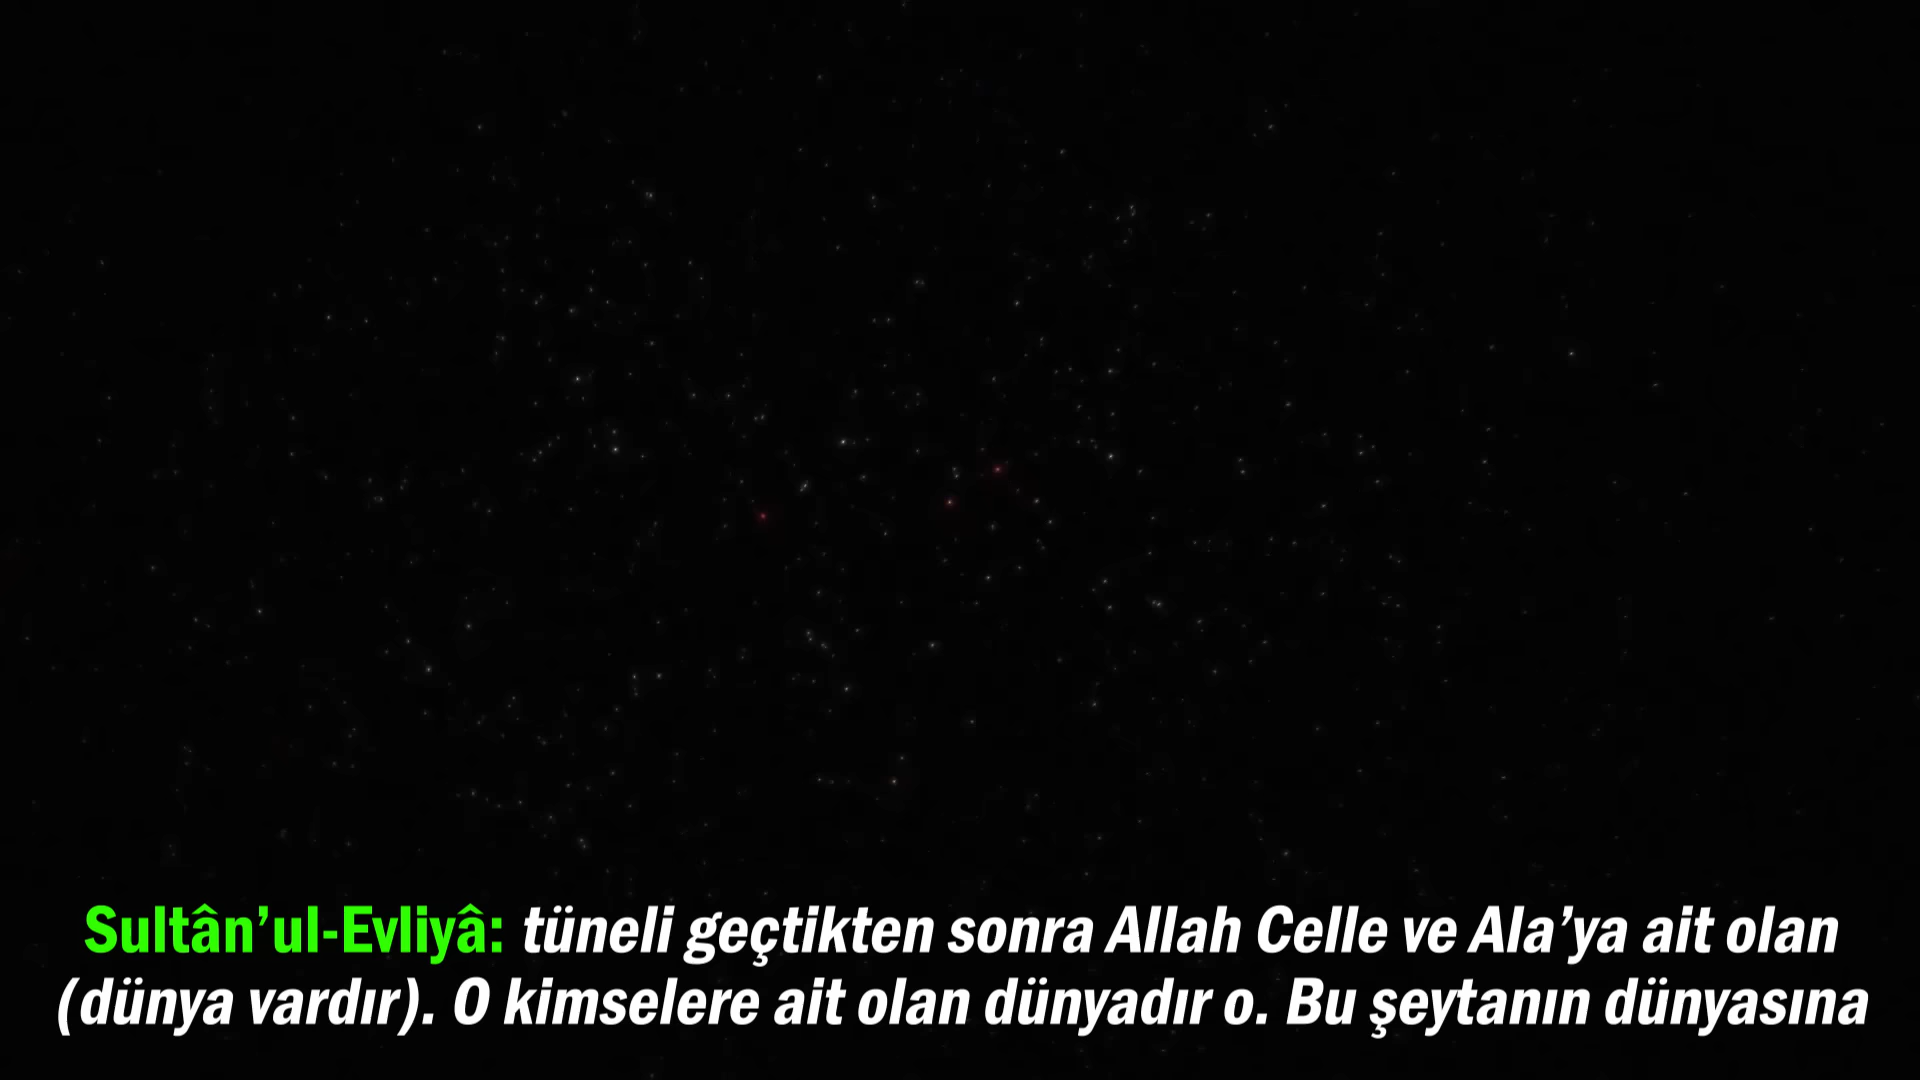 Sultân’ul-Evliyâ: tüneli geçtikten sonra Allah Celle ve Ala’ya ait olan
(dünya vardır). O kimselere ait olan dünyadır o. Bu şeytanın dünyasına